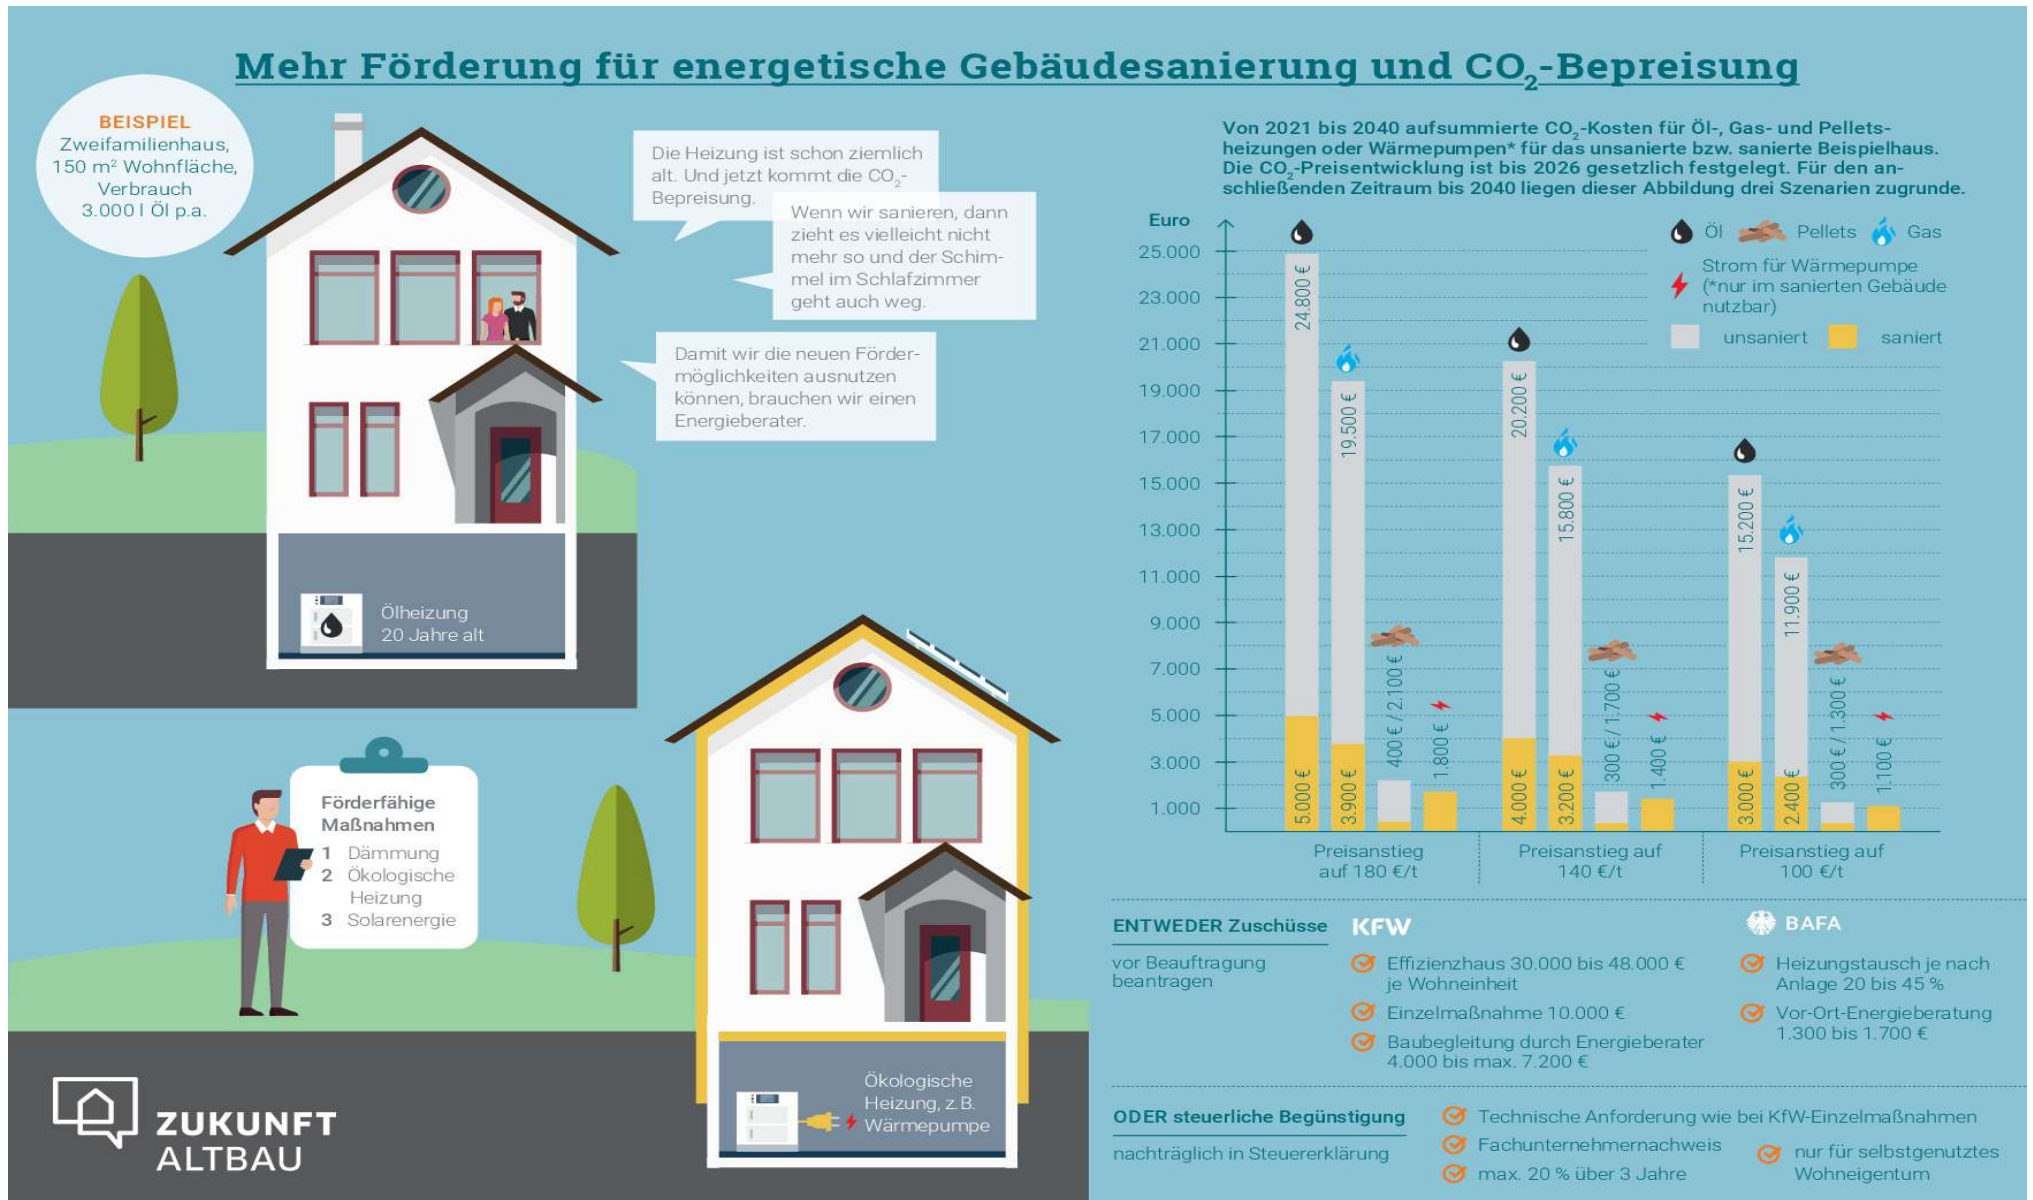 Mehr Förderung für energetische Gebäudesanierung und CO₂-Bepreisung
BEISPIEL
Zweifamilienhaus,
150 m² Wohnfläche,
Verbrauch
3.000 l Öl p.a.
Die Heizung ist schon ziemlich
alt. Und jetzt kommt die CO₂-
Bepreisung.
Wenn wir sanieren, dann
zieht es vielleicht nicht
mehr so und der Schim-
mel im Schlafzimmer
geht auch weg.
Damit wir die neuen Förder-
möglichkeiten ausnutzen
können, brauchen wir einen
Energieberater.
Ölheizung
20 Jahre alt
Förderfähige
Maßnahmen
1 Dämmung
2 Ökologische
Heizung
3 Solarenergie
Ökologische
Heizung, z.B.
Wärmepumpe
ZUKUNFT
ALTBAU
Von 2021 bis 2040 aufsummierte CO₂-Kosten für Öl-, Gas- und Pellets-
heizungen oder Wärmepumpen* für das unsanierte bzw. sanierte Beispielhaus.
Die CO₂-Preisentwicklung ist bis 2026 gesetzlich festgelegt. Für den an-
schließenden Zeitraum bis 2040 liegen dieser Abbildung drei Szenarien zugrunde.
Euro
25.000
23.000
21.000
19.000
17.000
15.000
13.000
11.000
9.000
7.000
5.000
3.000
1.000
Öl Pellets Gas
Strom für Wärmepumpe
(*nur im sanierten Gebäude
nutzbar)
unsaniert saniert
24.800 €
5.000 €
19.500 €
3.900 €
400 € / 2.100 €
1.800 €
20.200 €
4.000 €
15.800 €
3.200 €
300 € / 1.700 €
1.400 €
15.200 €
3.000 €
11.900 €
2.400 €
300 € / 1.300 €
1.100 €
Preisanstieg
auf 180 €/t
Preisanstieg auf
140 €/t
Preisanstieg auf
100 €/t
ENTWEDER Zuschüsse
vor Beauftragung
beantragen
KFW
Effizienzhaus 30.000 bis 48.000 €
je Wohneinheit
Einzelmaßnahme 10.000 €
Baubegleitung durch Energieberater
4.000 bis max. 7.200 €
BAFA
Heizungstausch je nach
Anlage 20 bis 45 %
Vor-Ort-Energieberatung
1.300 bis 1.700 €
ODER steuerliche Begünstigung
nachträglich in Steuererklärung
Technische Anforderung wie bei KfW-Einzelmaßnahmen
Fachunternehmernachweis
max. 20 % über 3 Jahre
nur für selbstgenutztes
Wohneigentum